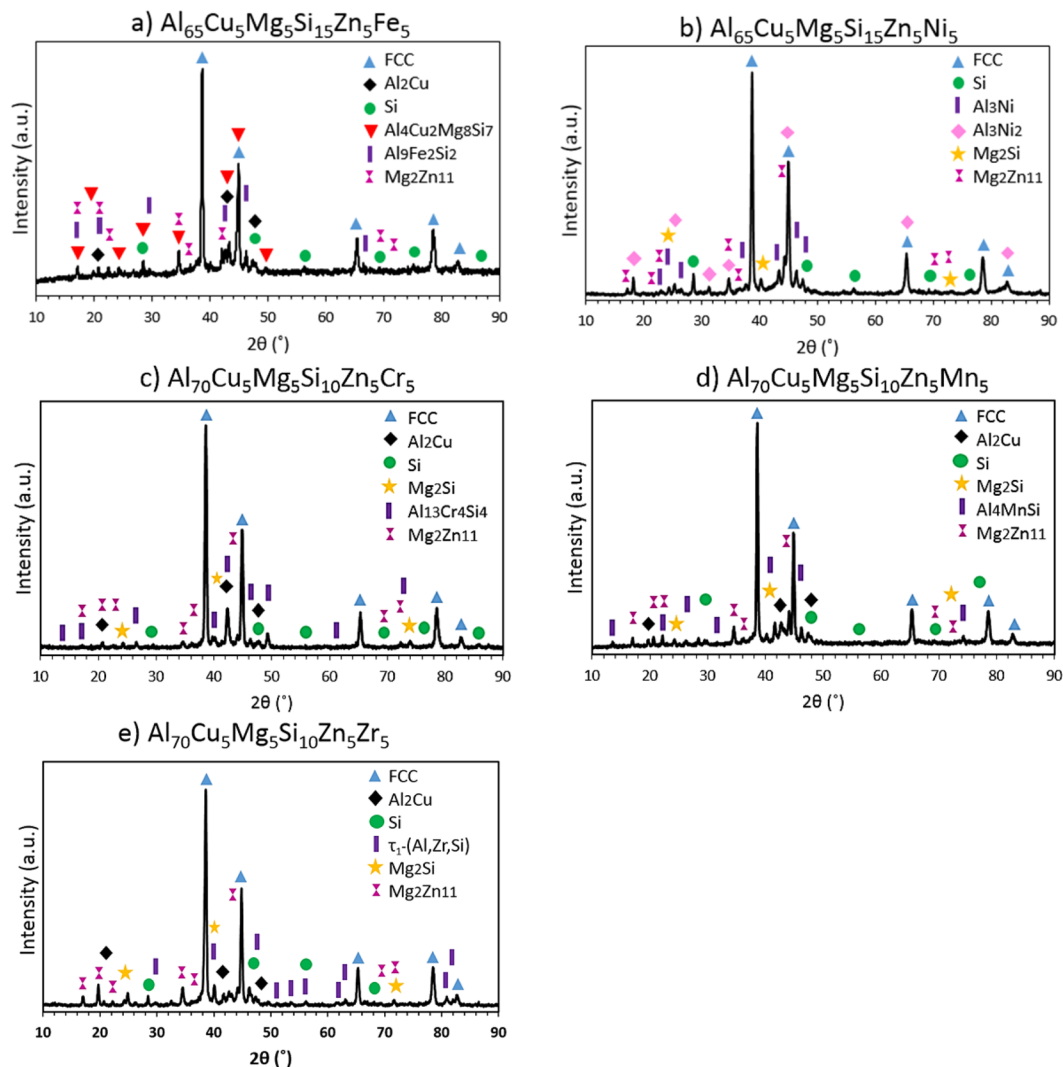 a) Al65Cu5Mg5Si15Zn5Fe5
Intensity (a.u.)
FCC
Al2Cu
Si
Al4Cu2Mg8Si7
Al9Fe2Si2
Mg2Zn11
10 20 30 40 50 60 70 80 90
2θ (˚)
b) Al65Cu5Mg5Si15Zn5Ni5
Intensity (a.u.)
FCC
Si
Al3Ni
Al3Ni2
Mg2Si
Mg2Zn11
10 20 30 40 50 60 70 80 90
2θ (˚)
c) Al70Cu5Mg5Si10Zn5Cr5
Intensity (a.u.)
FCC
Al2Cu
Si
Mg2Si
Al13Cr4Si4
Mg2Zn11
10 20 30 40 50 60 70 80 90
2θ (˚)
d) Al70Cu5Mg5Si10Zn5Mn5
Intensity (a.u.)
FCC
Al2Cu
Si
Mg2Si
Al4MnSi
Mg2Zn11
10 20 30 40 50 60 70 80 90
2θ (˚)
e) Al70Cu5Mg5Si10Zn5Zr5
Intensity (a.u.)
FCC
Al2Cu
Si
τ1-(Al,Zr,Si)
Mg2Si
Mg2Zn11
10 20 30 40 50 60 70 80 90
2θ (˚)